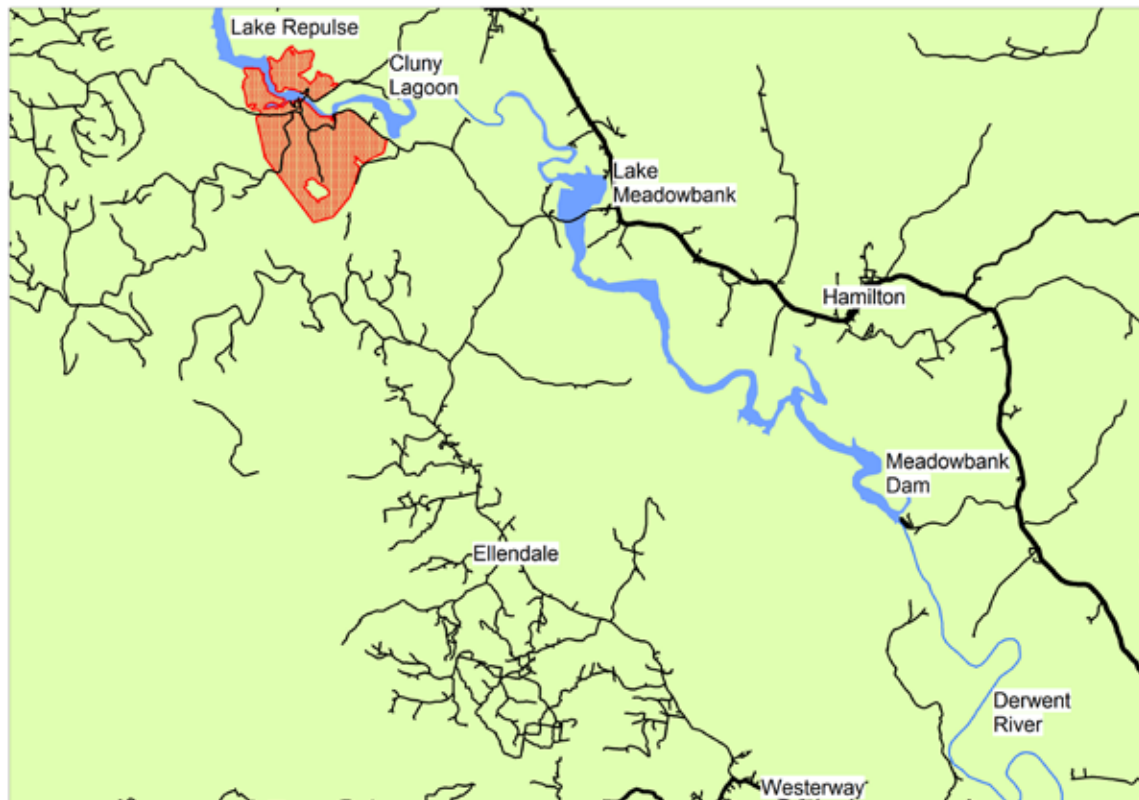 Lake Repulse
Cluny
Lagoon
Lake
Meadowbank
Hamilton
Meadowbank
Dam
Ellendale
Derwent
River
Westerway